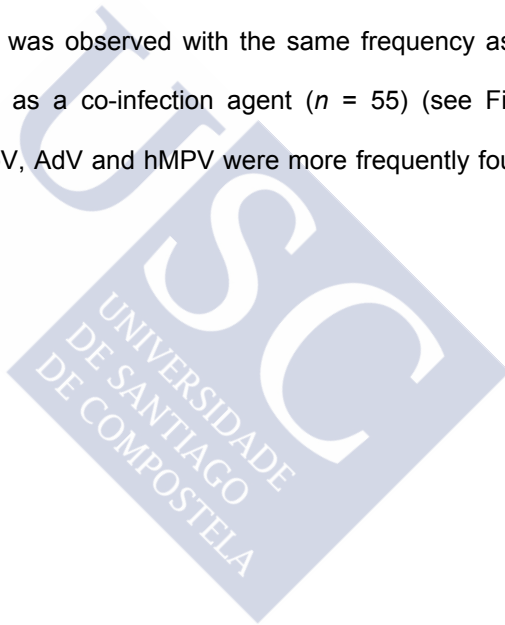 was observed with the same frequency as
as a co-infection agent (n = 55) (see Fi
V, AdV and hMPV were more frequently fou
USC
UNIVERSIDADE
DE SANTIAGO
DE COMPOSTELA